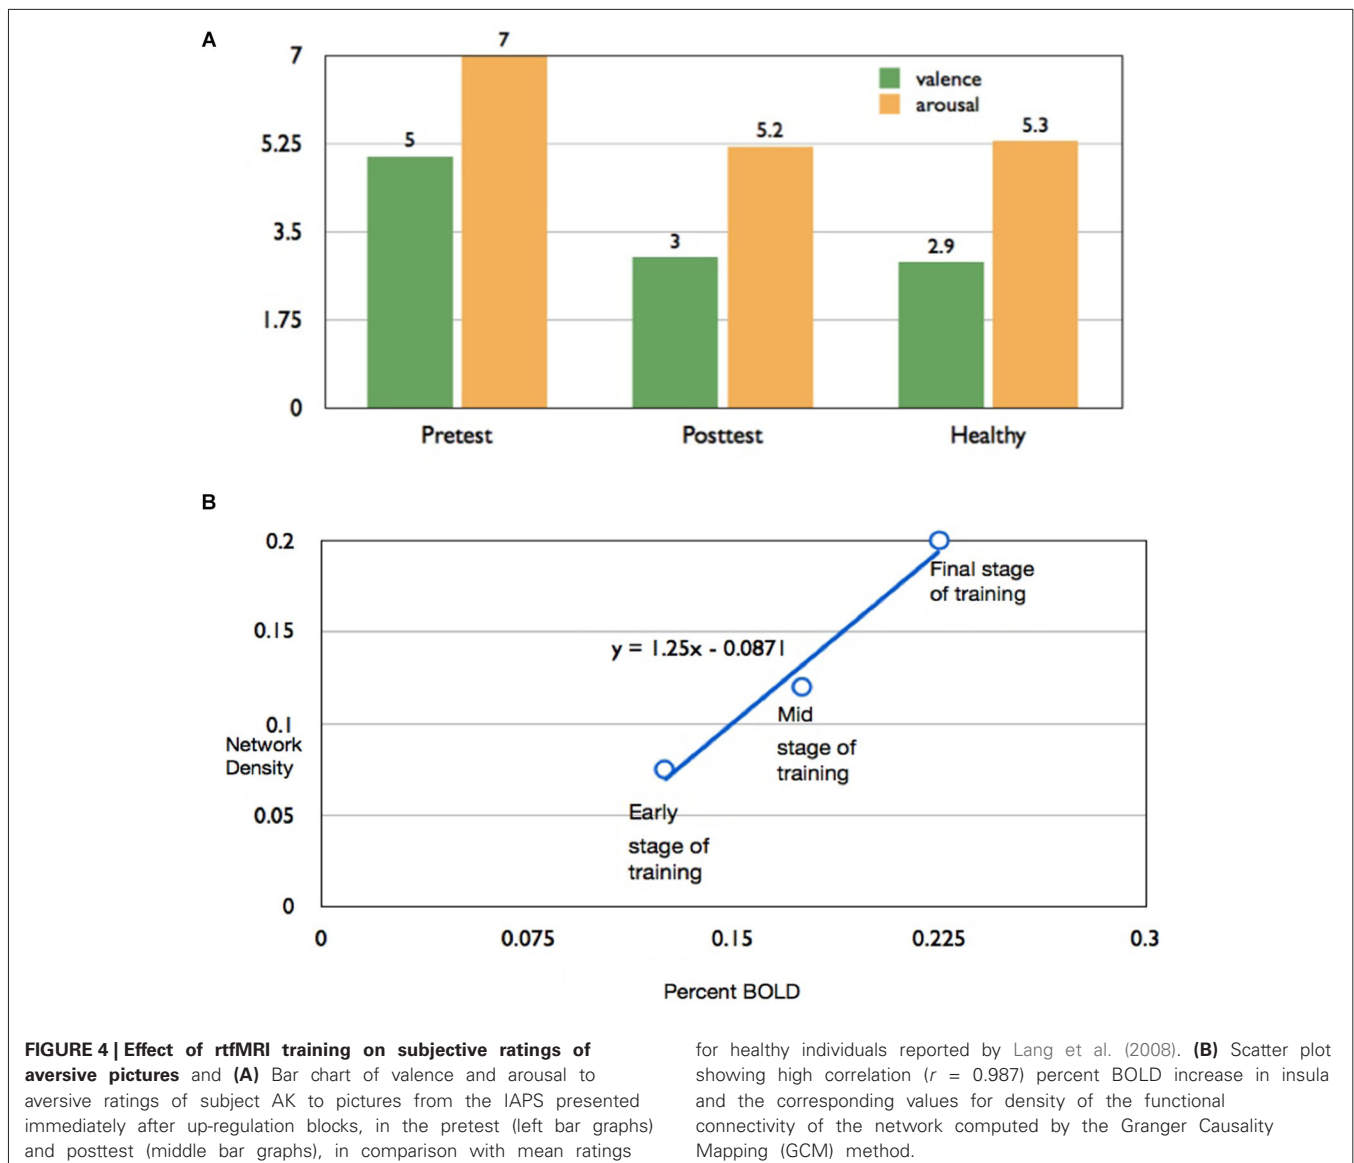 A
7
5.25
3.5
1.75
0
5
7
3
5.2
2.9
5.3
valence
arousal
Pretest
Posttest
Healthy
B
0.2
0.15
0.1
Network
Density
0.05
0
y = 1.25x - 0.0871
Final stage
of training
Mid
stage of
training
Early
stage of
training
0
0.075
0.15
0.225
0.3
Percent BOLD
FIGURE 4 | Effect of rtfMRI training on subjective ratings of
aversive pictures and (A) Bar chart of valence and arousal to
aversive ratings of subject AK to pictures from the IAPS presented
immediately after up-regulation blocks, in the pretest (left bar graphs)
and posttest (middle bar graphs), in comparison with mean ratings
for healthy individuals reported by Lang et al. (2008). (B) Scatter plot
showing high correlation (r = 0.987) percent BOLD increase in insula
and the corresponding values for density of the functional
connectivity of the network computed by the Granger Causality
Mapping (GCM) method.